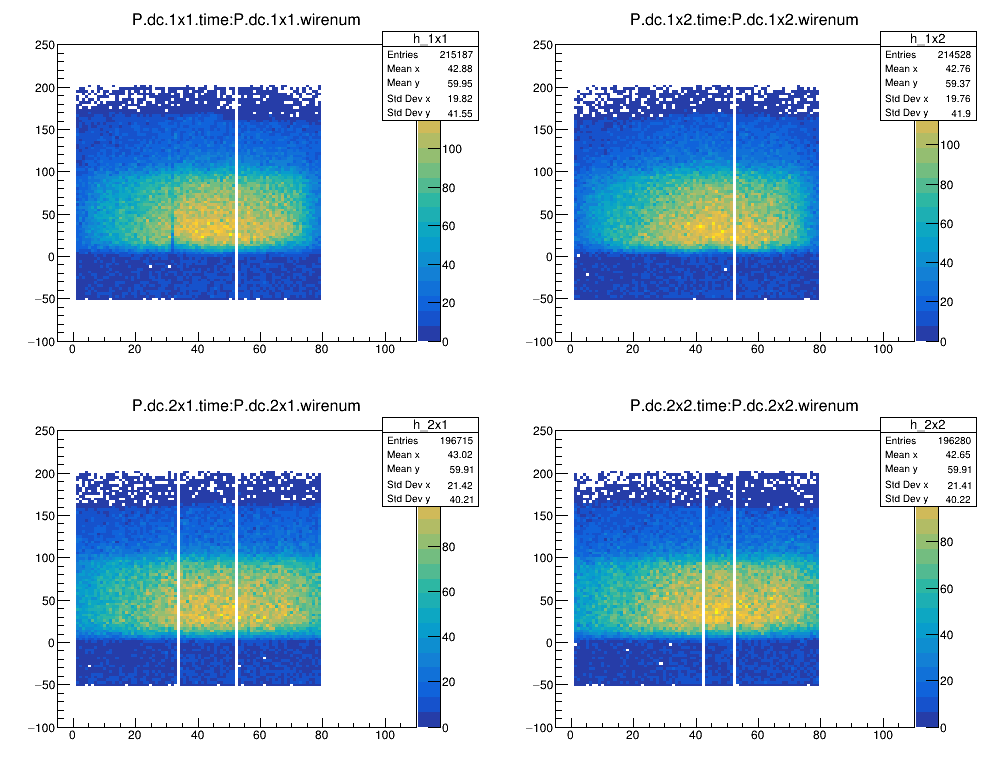 P.dc.1x1.time:P.dc.1x1.wirenum
h_1x1
Entries 215187
Mean x 42.88
Mean y 59.95
Std Dev x 19.82
Std Dev y 41.55
250
200
150
100
50
0
−50
−100
0 20 40 60 80 100
100
80
60
40
20
0
P.dc.1x2.time:P.dc.1x2.wirenum
h_1x2
Entries 214528
Mean x 42.76
Mean y 59.37
Std Dev x 19.76
Std Dev y 41.9
250
200
150
100
50
0
−50
−100
0 20 40 60 80 100
100
80
60
40
20
0
P.dc.2x1.time:P.dc.2x1.wirenum
h_2x1
Entries 196715
Mean x 43.02
Mean y 59.91
Std Dev x 21.42
Std Dev y 40.21
250
200
150
100
50
0
−50
−100
0 20 40 60 80 100
80
60
40
20
0
P.dc.2x2.time:P.dc.2x2.wirenum
h_2x2
Entries 196280
Mean x 42.65
Mean y 59.91
Std Dev x 21.41
Std Dev y 40.22
250
200
150
100
50
0
−50
−100
0 20 40 60 80 100
80
60
40
20
0